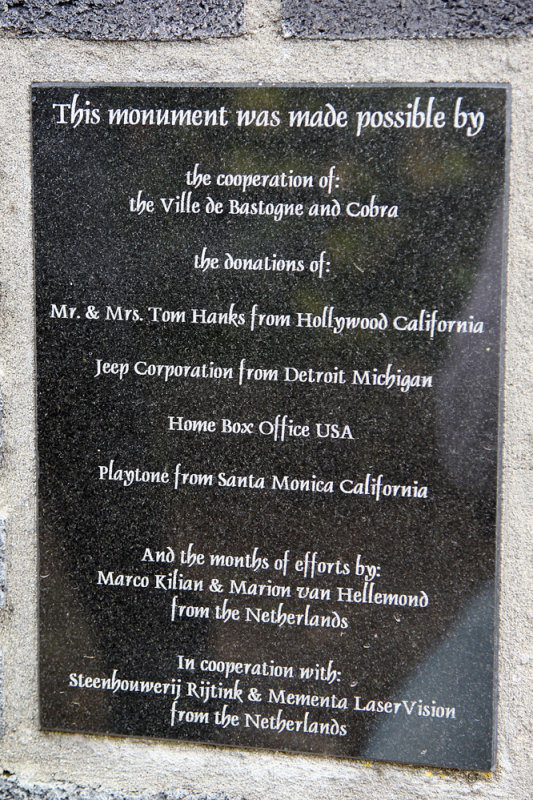 This monument was made possible by
the cooperation of:
the Ville de Bastogne and Cobra
the donations of:
Mr. & Mrs. Tom Hanks from Hollywood California
Jeep Corporation from Detroit Michigan
Home Box Office USA
Playtone from Santa Monica California
And the months of efforts by:
Marco Kilian & Marion van Hellemond
from the Netherlands
In cooperation with:
Steenhouwerij Rijtink & Mementa LaserVision
from the Netherlands